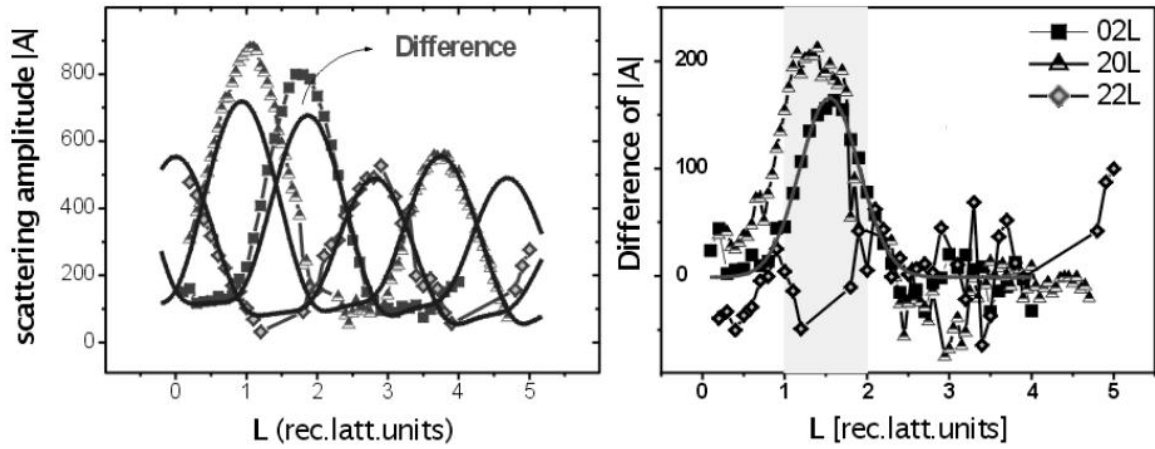 scattering amplitude |A|
800
600
400
200
0
Difference
0 1 2 3 4 5
L (rec.latt.units)
Difference of |A|
200
100
0
02L
20L
22L
0 1 2 3 4 5
L [rec.latt.units]